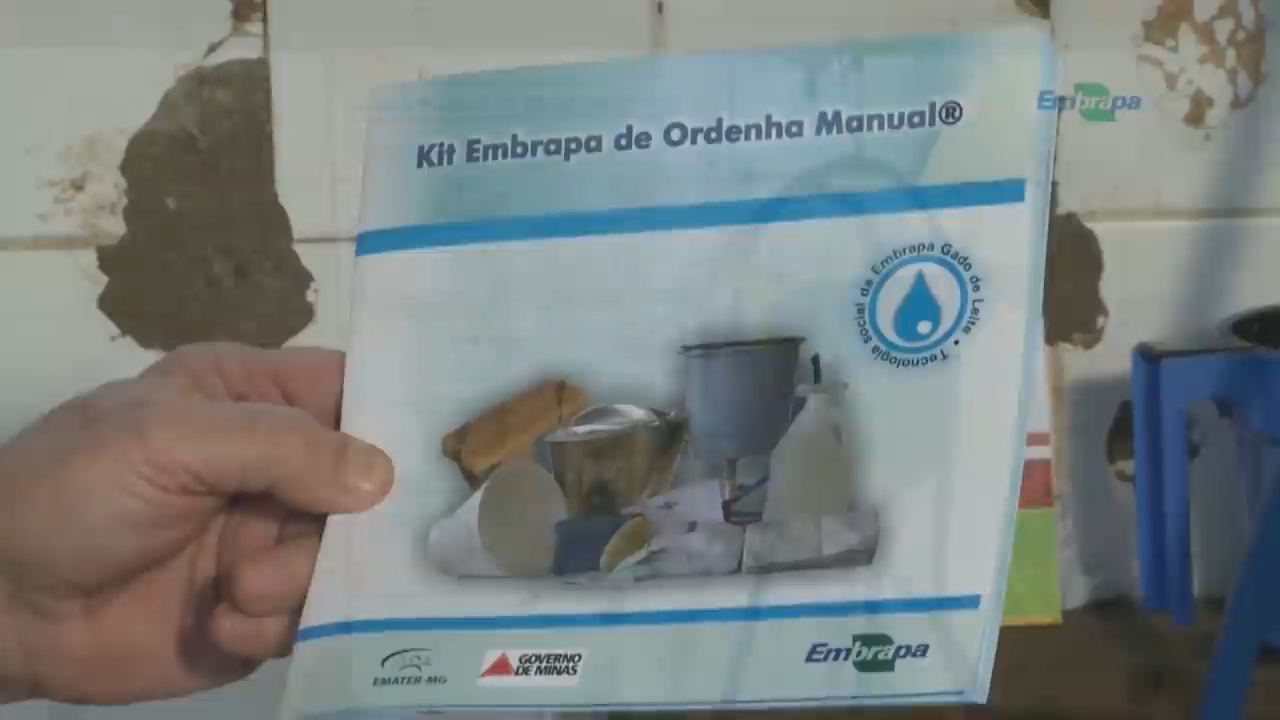 Kit Embrapa de Ordenha Manual®
Embrapa
Tecnologia social da Embrapa Gado de Leite •
EMATER-MG
GOVERNO
DE MINAS
Embrapa